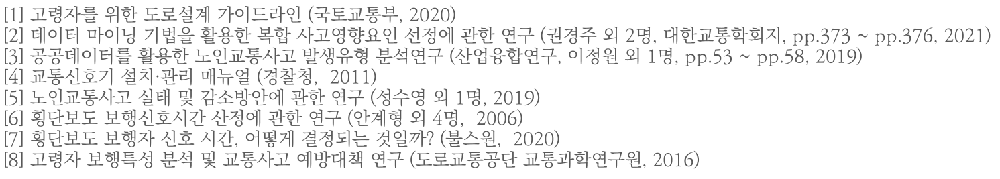 [1] 고령자를 위한 도로설계 가이드라인 (국토교통부, 2020)
[2] 데이터 마이닝 기법을 활용한 복합 사고영향요인 선정에 관한 연구 (권경주 외 2명, 대한교통학회지, pp.373 ~ pp.376, 2021)
[3] 공공데이터를 활용한 노인교통사고 발생유형 분석연구 (산업융합연구, 이정원 외 1명, pp.53 ~ pp.58, 2019)
[4] 교통신호기 설치·관리 매뉴얼 (경찰청, 2011)
[5] 노인교통사고 실태 및 감소방안에 관한 연구 (성수영 외 1명, 2019)
[6] 횡단보도 보행신호시간 산정에 관한 연구 (안계형 외 4명, 2006)
[7] 횡단보도 보행자 신호 시간, 어떻게 결정되는 것일까? (불스원, 2020)
[8] 고령자 보행특성 분석 및 교통사고 예방대책 연구 (도로교통공단 교통과학연구원, 2016)